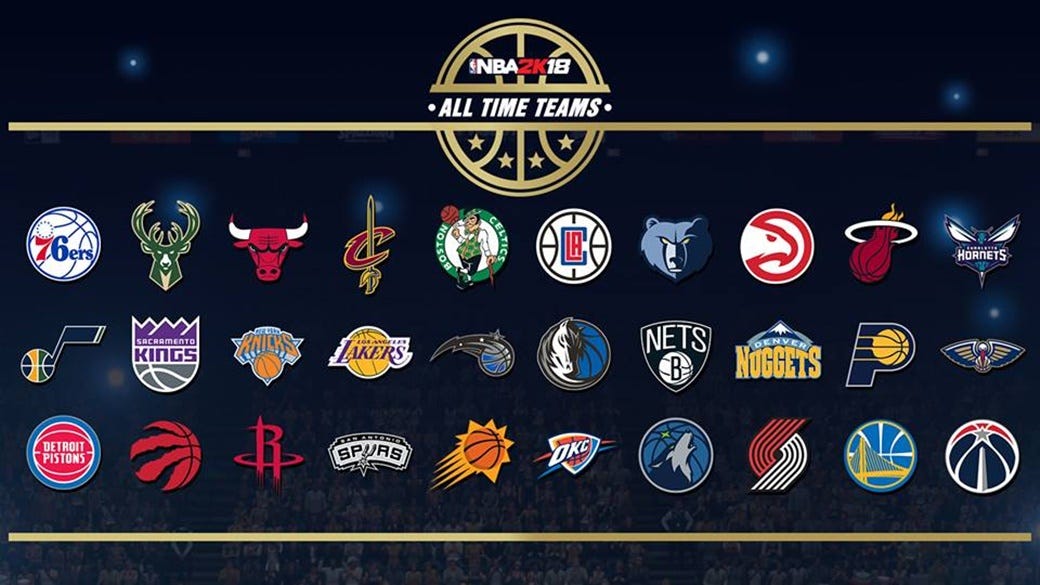 NBA2K18
• ALL TIME TEAMS •
76ers
BOSTON CELTICS
LAC
CHARLOTTE
HORNETS
SACRAMENTO
KINGS
NEW YORK
KNICKS
LOS ANGELES
LAKERS
NETS
B
DENVER
NUGGETS
DETROIT
PISTONS
R
SAN ANTONIO
SPURS
OKC